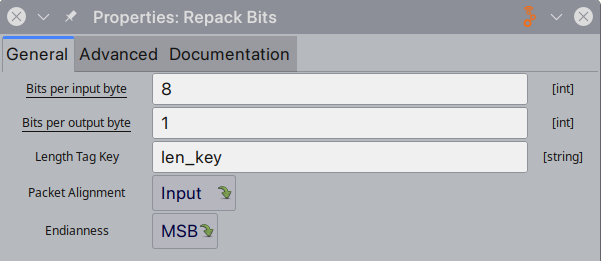 Properties: Repack Bits
General Advanced Documentation
Bits per input byte 8 [int]
Bits per output byte 1 [int]
Length Tag Key len_key [string]
Packet Alignment Input
Endianness MSB